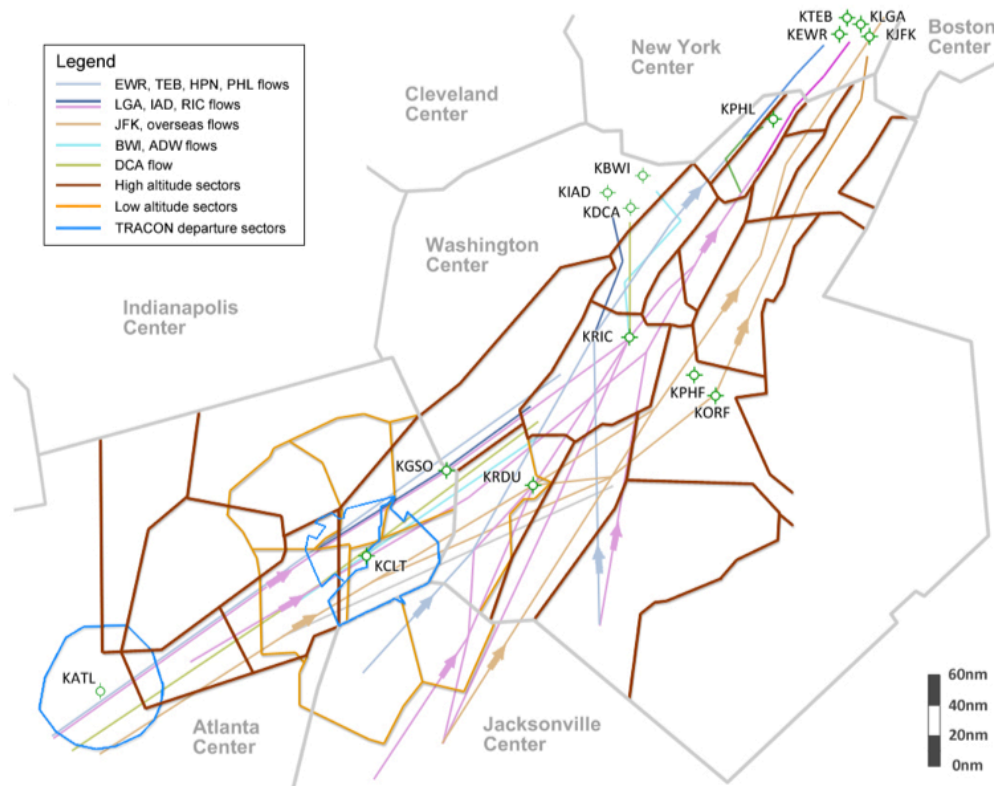 KTEB
KLGA
KEWR
KJFK
Boston
Center
New York
Center
Legend
EWR, TEB, HPN, PHL flows
LGA, IAD, RIC flows
JFK, overseas flows
BWI, ADW flows
DCA flow
High altitude sectors
Low altitude sectors
TRACON departure sectors
Cleveland
Center
KPHL
KBWI
KIAD
KDCA
Washington
Center
Indianapolis
Center
KRIC
KPHF
KORF
KGSO
KRDU
KCLT
KATL
Atlanta
Center
Jacksonville
Center
60nm
40nm
20nm
0nm